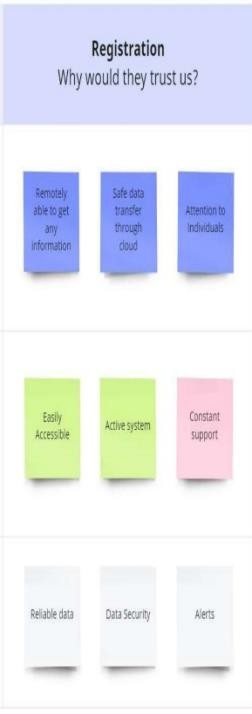 Registration
Why would they trust us?
Remotely
able to get
any
information
Safe data
transfer
through
cloud
Attention to
Individuals
Easily
Accessible
Active system
Constant
support
Reliable data
Data Security
Alerts